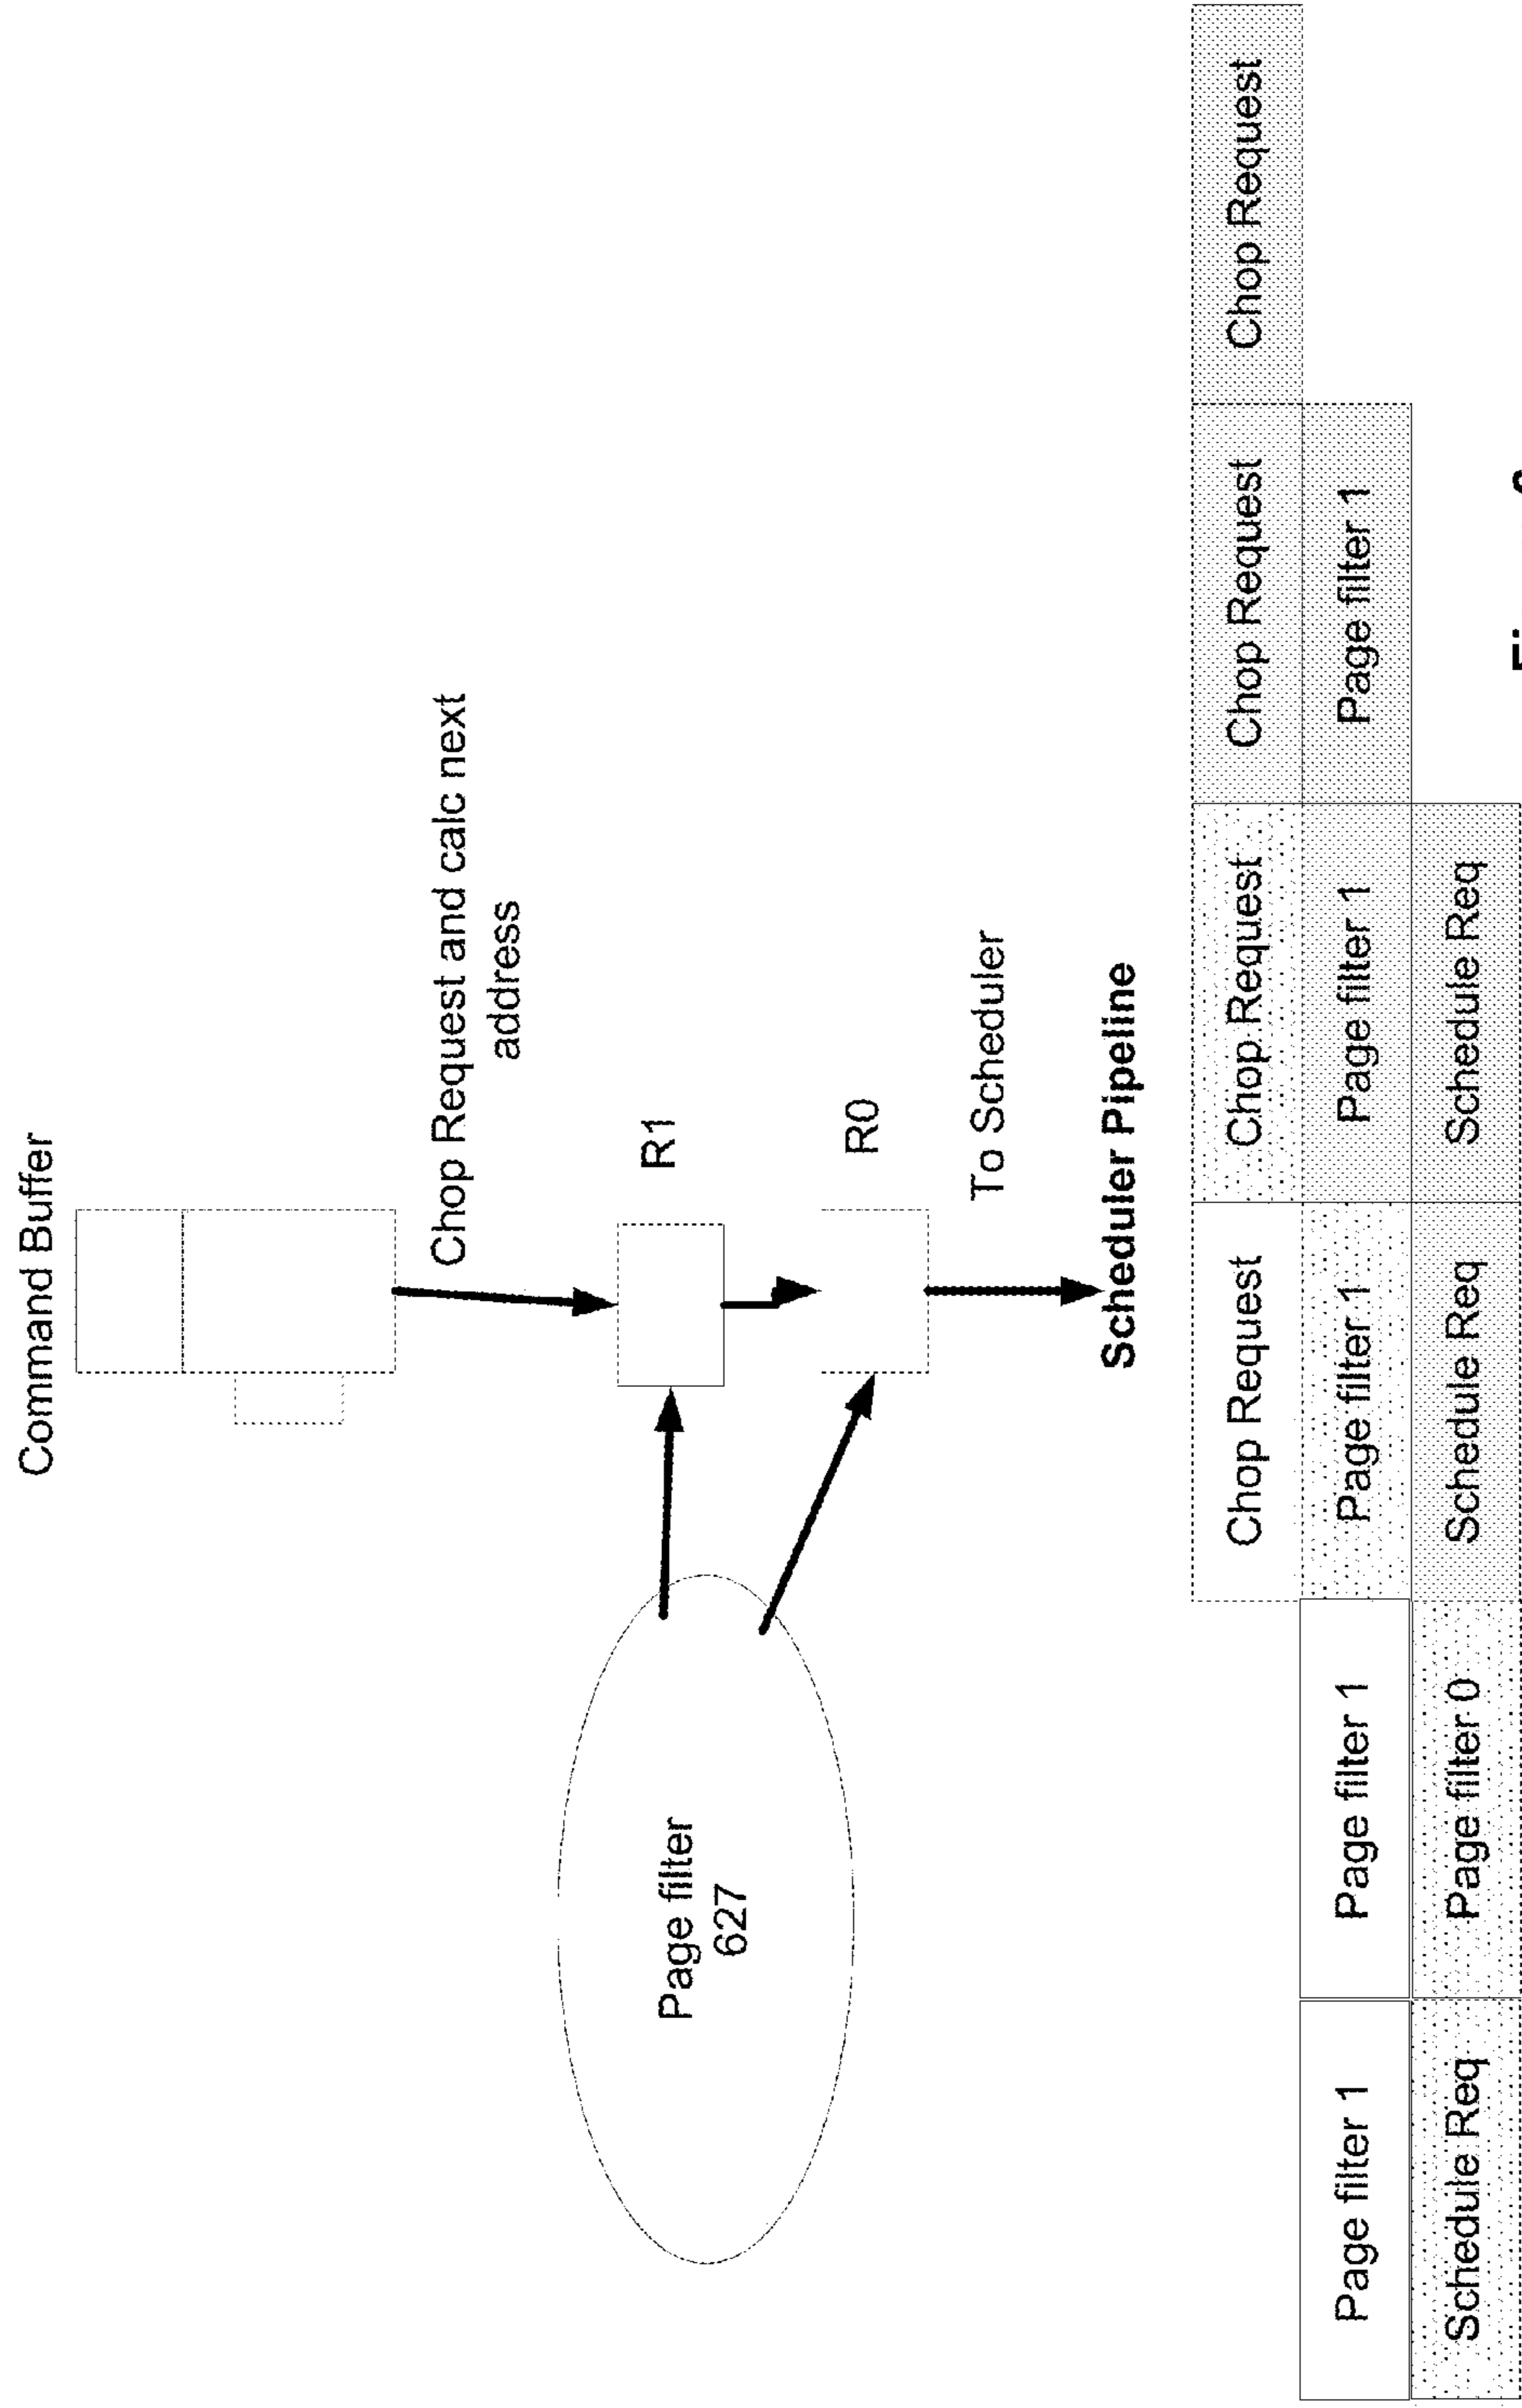 Command Buffer
Chop Request and calc next
address
Page filter
627
R1
R0
To Scheduler
Scheduler Pipeline
Chop Request
Chop Request
Chop Request
Chop Request
Page filter 1
Page filter 1
Page filter 1
Page filter 1
Page filter 1
Schedule Req
Page filter 0
Schedule Req
Schedule Req